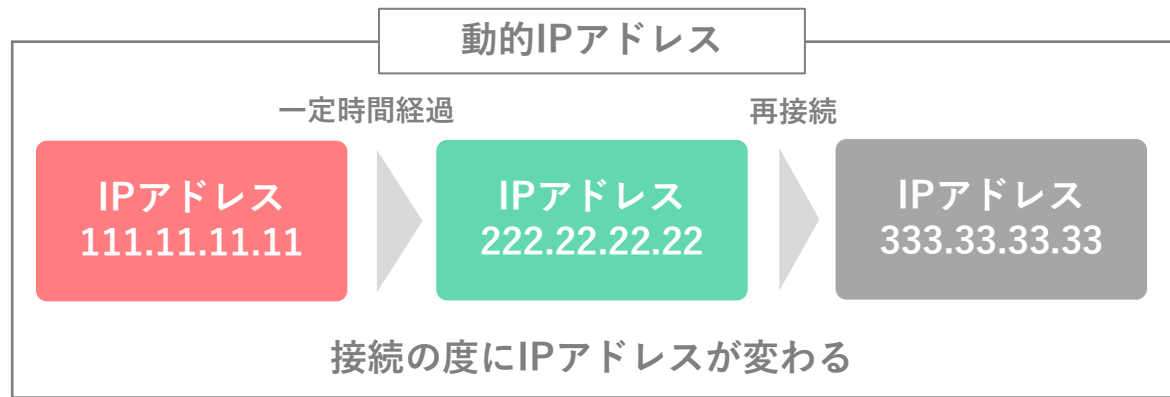 動的IPアドレス
一定時間経過
再接続
IPアドレス
111.11.11.11
IPアドレス
222.22.22.22
IPアドレス
333.33.33.33
接続の度にIPアドレスが変わる